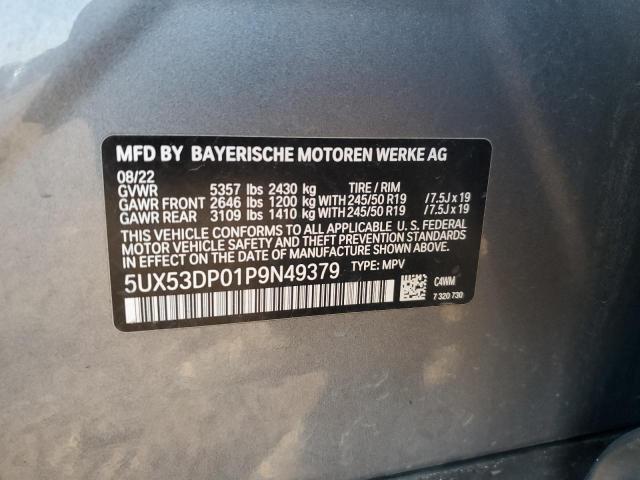 MFD BY BAYERISCHE MOTOREN WERKE AG
08/22
GVWR 5357 lbs 2430 kg TIRE / RIM
GAWR FRONT 2646 lbs 1200 kg WITH 245/50 R19 / 7.5J x 19
GAWR REAR 3109 lbs 1410 kg WITH 245/50 R19 / 7.5J x 19
THIS VEHICLE CONFORMS TO ALL APPLICABLE U. S. FEDERAL
MOTOR VEHICLE SAFETY, BUMPER, AND THEFT PREVENTION STANDARDS
IN EFFECT ON THE DATE OF MANUFACTURE SHOWN ABOVE.
5UX53DP01P9N49379 TYPE: MPV
C4WM
7 320 730